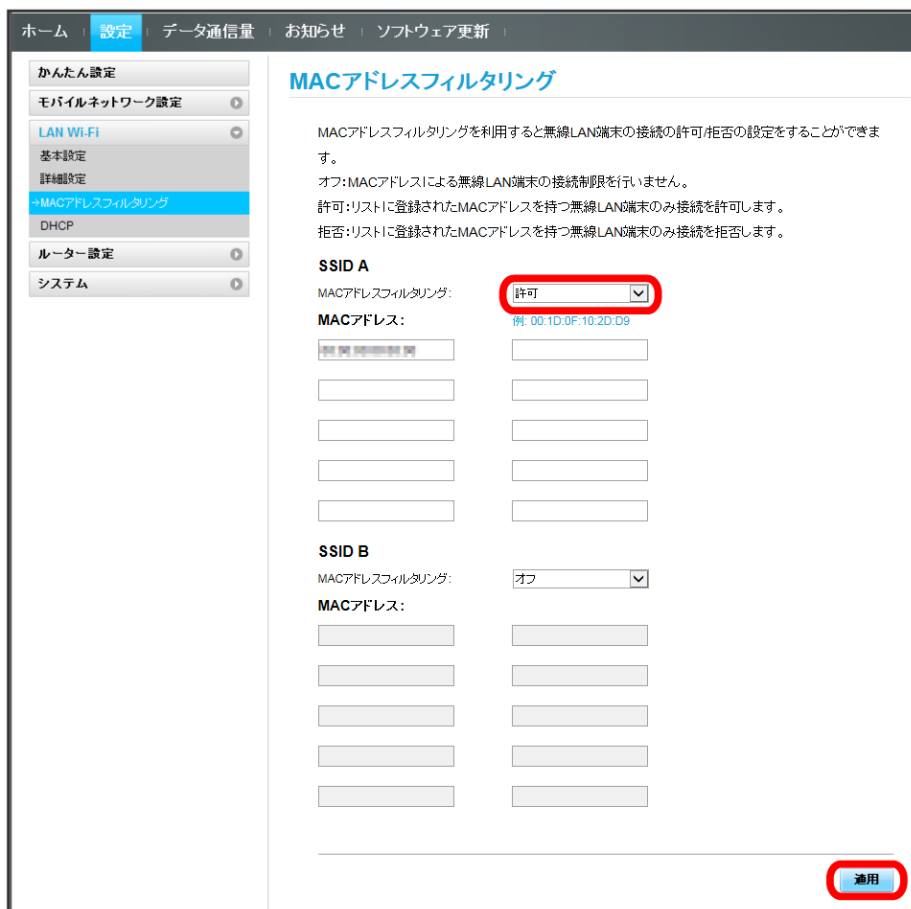 ホーム 設定 データ通信量 お知らせ ソフトウェア更新
かんたん設定
モバイルネットワーク設定
LAN Wi-Fi
基本設定
詳細設定
→MACアドレスフィルタリング
DHCP
ルーター設定
システム
MACアドレスフィルタリング
MACアドレスフィルタリングを利用すると無線LAN端末の接続の許可/拒否の設定をすることができま
す。
オフ:MACアドレスによる無線LAN端末の接続制限を行いません。
許可:リストに登録されたMACアドレスを持つ無線LAN端末のみ接続を許可します。
拒否:リストに登録されたMACアドレスを持つ無線LAN端末のみ接続を拒否します。
SSID A
MACアドレスフィルタリング: 許可
MACアドレス: 例: 00:1D:0F:10:2D:D9
SSID B
MACアドレスフィルタリング: オフ
MACアドレス:
適用